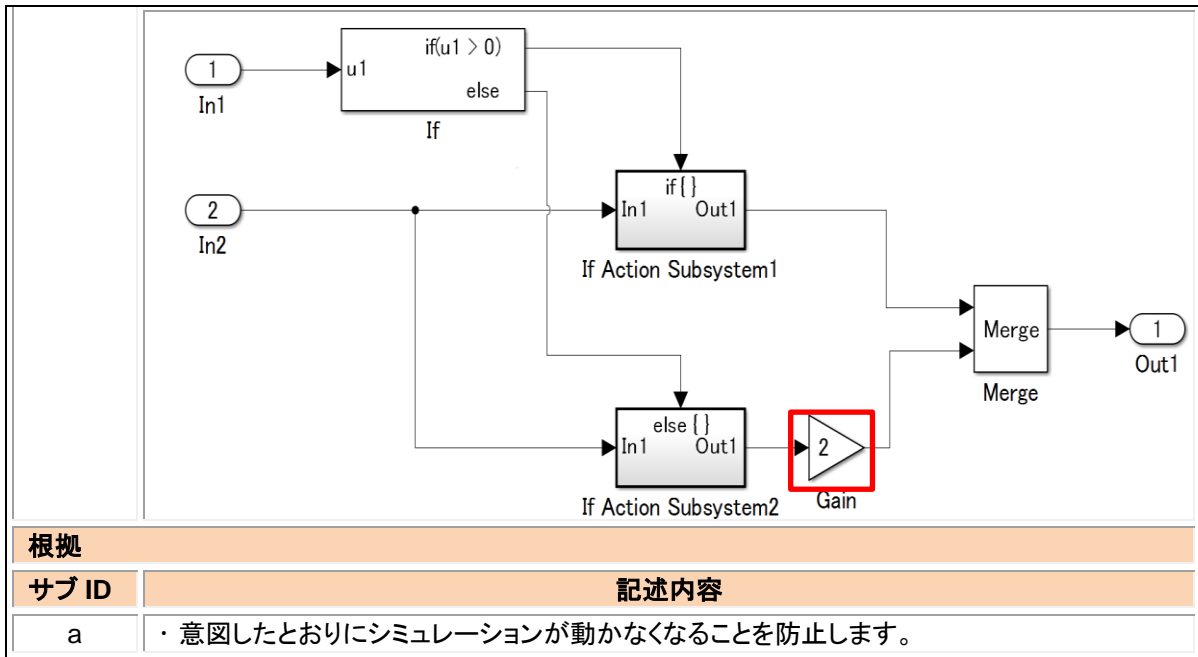 if(u1 > 0)
1
u1
else
In1
If
if { }
2
In1
Out1
In2
If Action Subsystem1
Merge
1
Out1
Merge
else { }
In1
Out1
2
If Action Subsystem2
Gain
根拠
サブ ID
記述内容
a
・ 意図したとおりにシミュレーションが動かなくなることを防止します。